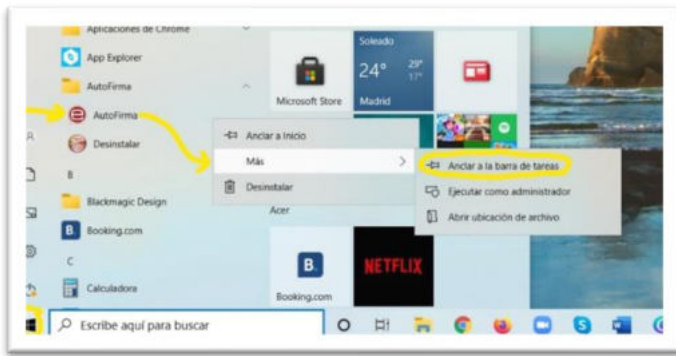 Aplicaciones de Chrome
App Explorer
AutoFirma
AutoFirma
Desinstalar
B
Blackmagic Design
B.
Booking.com
C
Calculadora
Escribe aquí para buscar
Microsoft Store
Soleado
24°
29°
17°
Madrid
Anclar a Inicio
Más
Desinstalar
Anclar a la barra de tareas
Ejecutar como administrador
Abrir ubicación de archivo
Acer
B.
Booking.com
NETFLIX
S
W